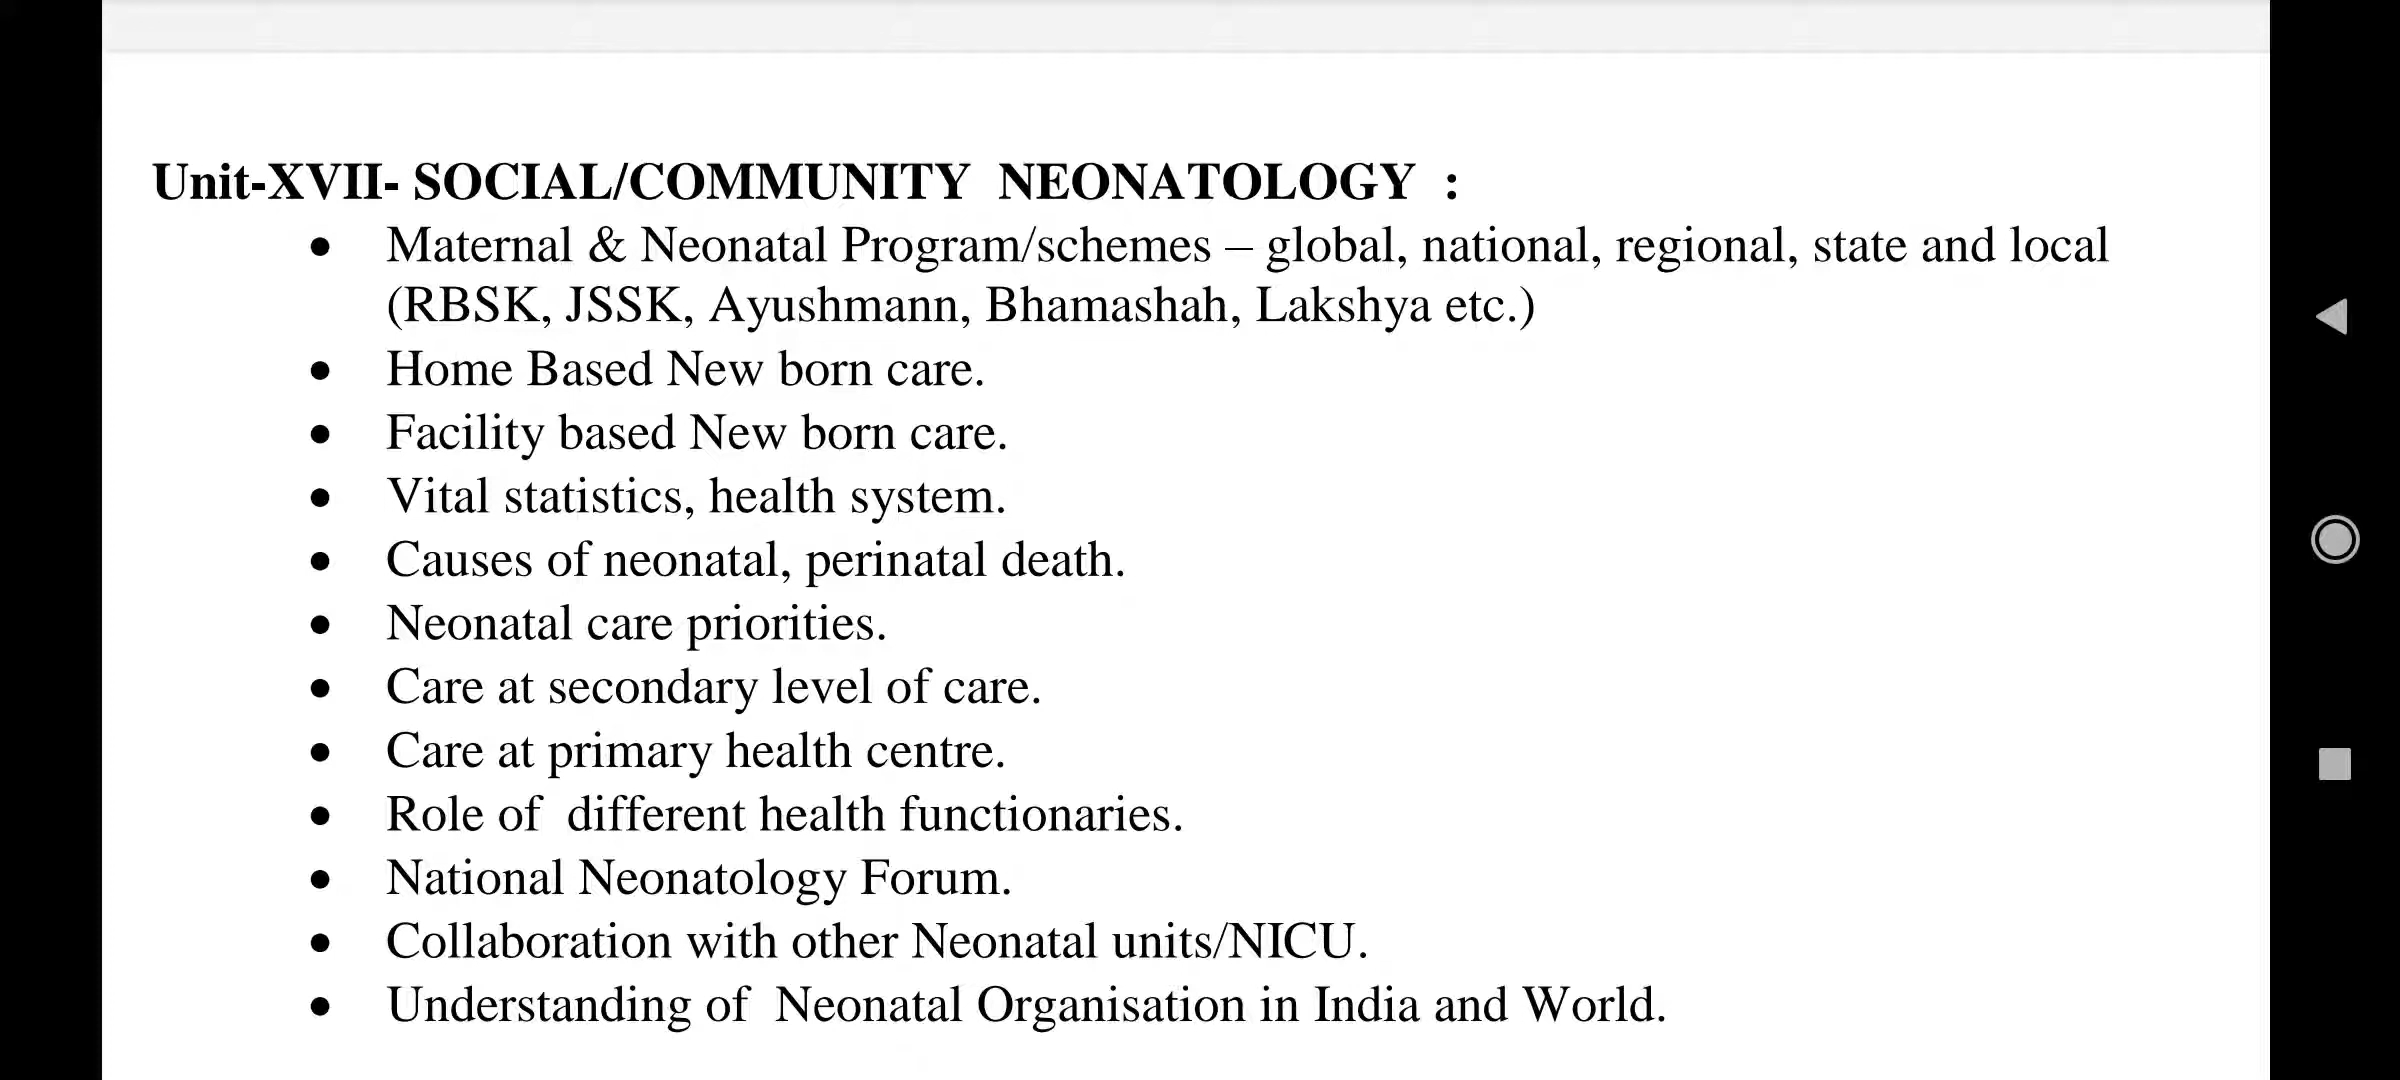 Unit-XVII- SOCIAL/COMMUNITY NEONATOLOGY :
• Maternal & Neonatal Program/schemes – global, national, regional, state and local
(RBSK, JSSK, Ayushmann, Bhamashah, Lakshya etc.)
• Home Based New born care.
• Facility based New born care.
• Vital statistics, health system.
• Causes of neonatal, perinatal death.
• Neonatal care priorities.
• Care at secondary level of care.
• Care at primary health centre.
• Role of different health functionaries.
• National Neonatology Forum.
• Collaboration with other Neonatal units/NICU.
• Understanding of Neonatal Organisation in India and World.